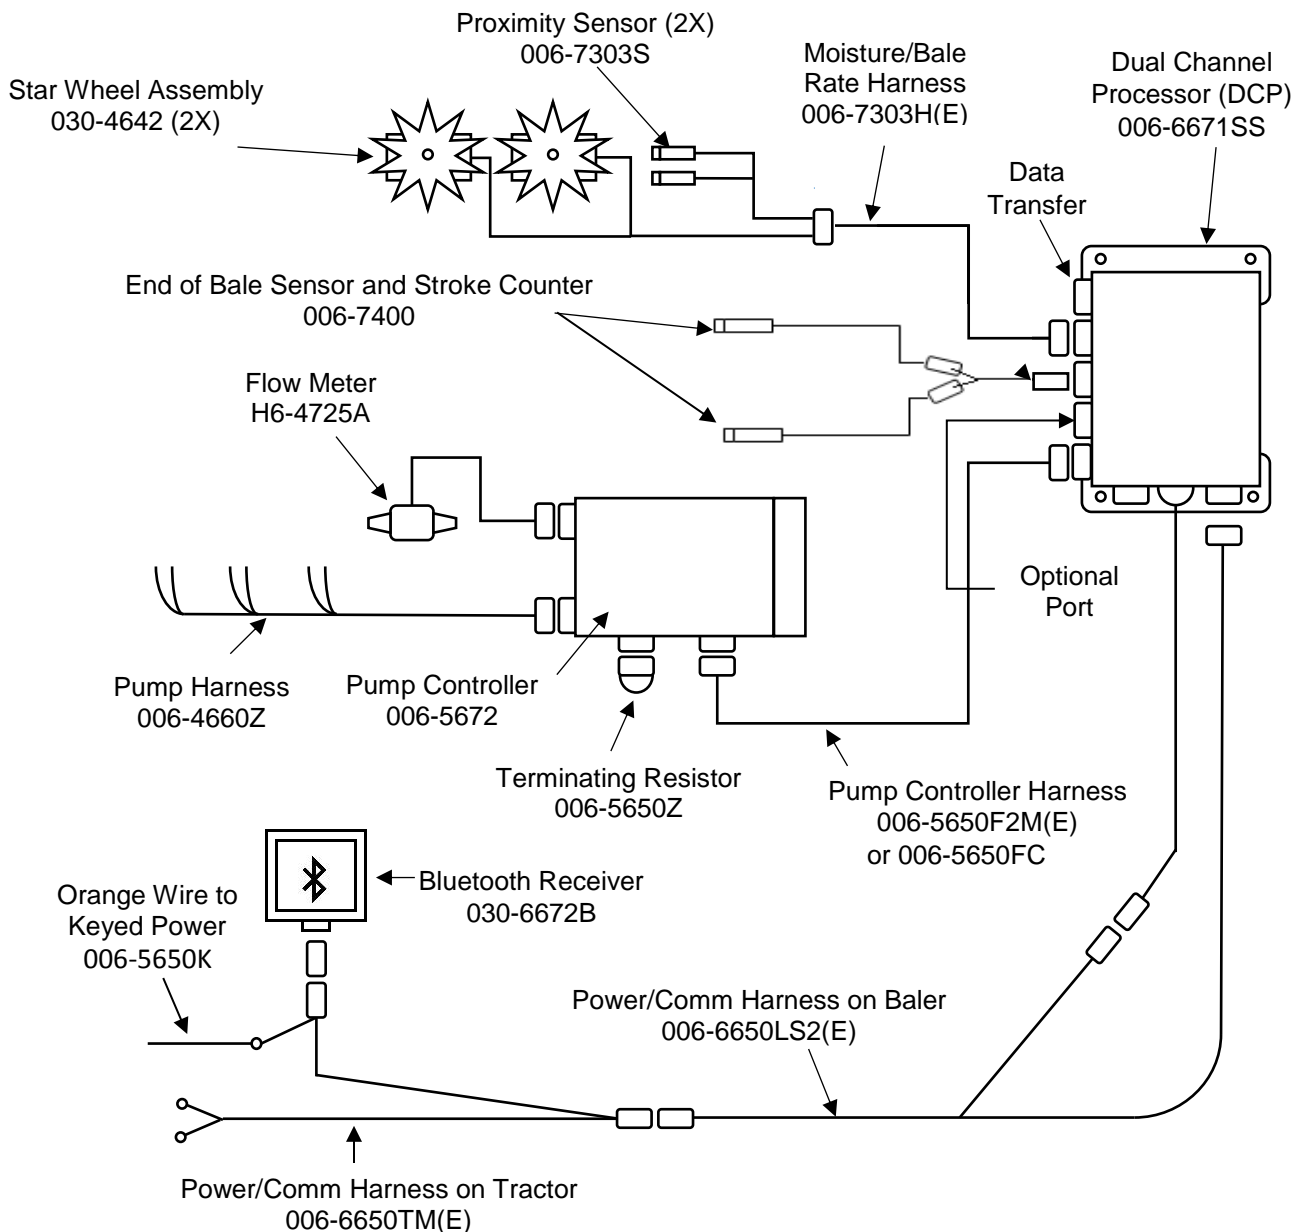 Proximity Sensor (2X)
006-7303S
Moisture/Bale
Rate Harness
006-7303H(E)
Dual Channel
Processor (DCP)
006-6671SS
Star Wheel Assembly
030-4642 (2X)
Data
Transfer
End of Bale Sensor and Stroke Counter
006-7400
Flow Meter
H6-4725A
Optional
Port
Pump Harness
006-4660Z
Pump Controller
006-5672
Terminating Resistor
006-5650Z
Pump Controller Harness
006-5650F2M(E)
or 006-5650FC
Bluetooth Receiver
030-6672B
Orange Wire to
Keyed Power
006-5650K
Power/Comm Harness on Baler
006-6650LS2(E)
Power/Comm Harness on Tractor
006-6650TM(E)